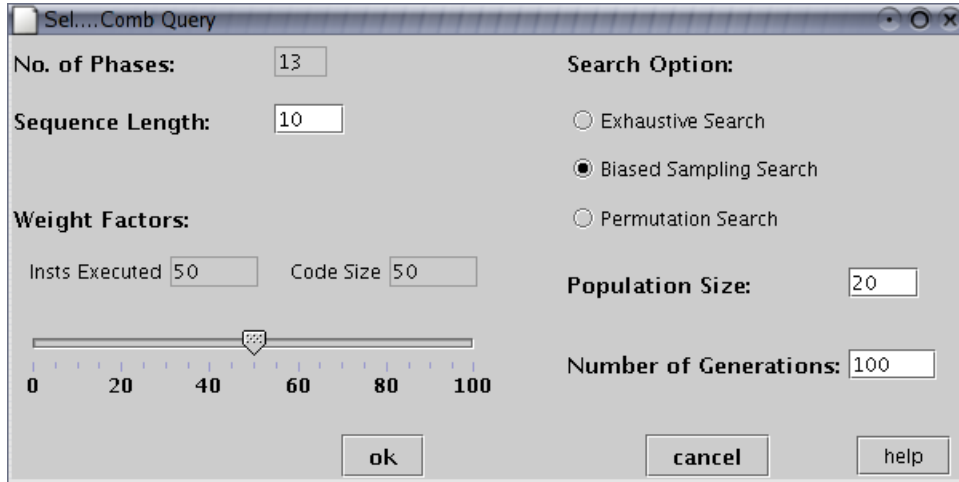 Sel....Comb Query
No. of Phases: 13
Sequence Length: 10
Weight Factors:
Insts Executed 50 Code Size 50
0 20 40 60 80 100
Search Option:
Exhaustive Search
Biased Sampling Search
Permutation Search
Population Size: 20
Number of Generations: 100
ok cancel help